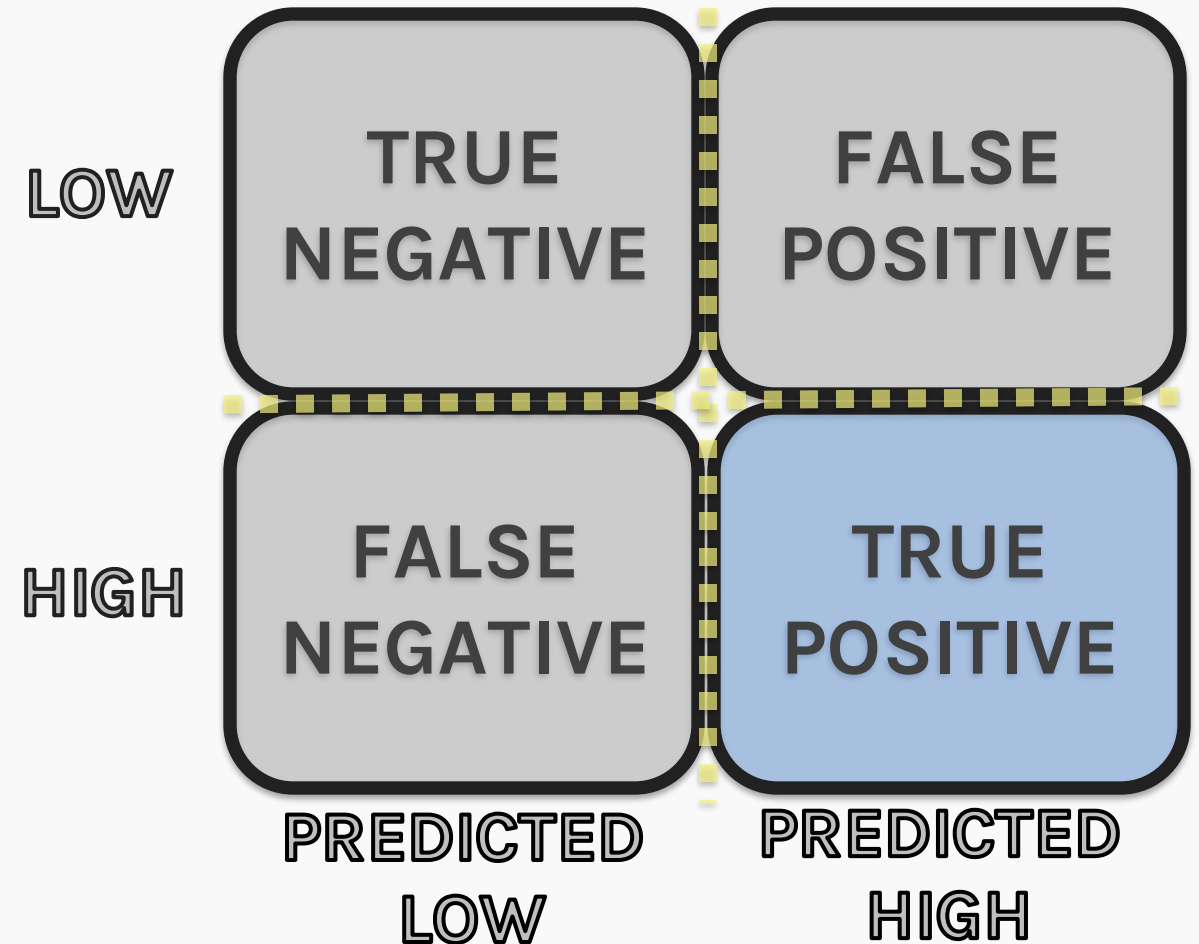 LOW
TRUE
NEGATIVE
FALSE
POSITIVE
HIGH
FALSE
NEGATIVE
TRUE
POSITIVE
PREDICTED
LOW
PREDICTED
HIGH